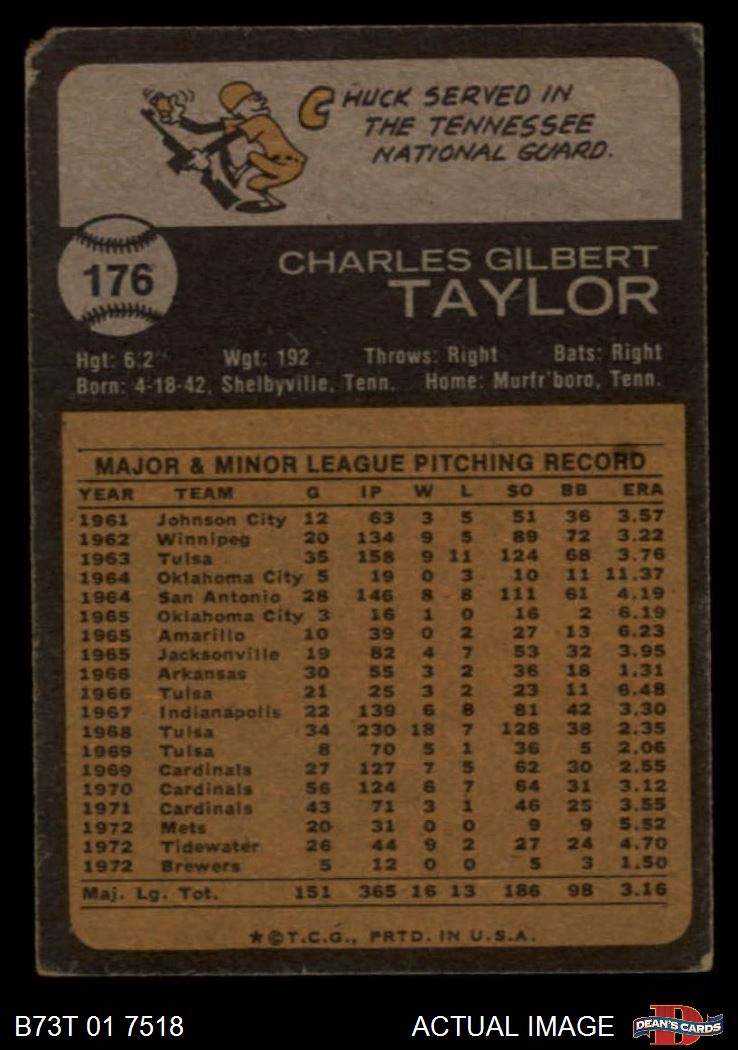 CHUCK SERVED IN
THE TENNESSEE
NATIONAL GUARD.
176
CHARLES GILBERT
TAYLOR
Hgt: 6'2" Wgt: 192 Throws: Right Bats: Right
Born: 4-18-42, Shelbyville, Tenn. Home: Murfr'boro, Tenn.
MAJOR & MINOR LEAGUE PITCHING RECORD
YEAR TEAM G IP W L SO BB ERA
1961 Johnson City 12 63 3 5 51 36 3.57
1962 Winnipeg 20 134 9 5 89 72 3.22
1963 Tulsa 35 158 9 11 124 68 3.76
1964 Oklahoma City 5 19 0 3 10 11 11.37
1964 San Antonio 28 146 8 8 111 61 4.19
1965 Oklahoma City 3 16 1 0 16 2 6.19
1965 Amarillo 10 39 0 2 27 13 6.23
1965 Jacksonville 19 82 4 7 53 32 3.95
1966 Arkansas 30 55 3 2 36 18 1.31
1966 Tulsa 21 25 3 2 23 11 6.48
1967 Indianapolis 22 139 6 8 81 42 3.30
1968 Tulsa 34 230 18 7 128 38 2.35
1969 Tulsa 8 70 5 1 36 5 2.06
1969 Cardinals 27 127 7 5 62 30 2.55
1970 Cardinals 56 124 6 7 64 31 3.12
1971 Cardinals 43 71 3 1 46 25 3.55
1972 Mets 20 31 0 0 9 9 5.52
1972 Tidewater 26 44 9 2 27 24 4.70
1972 Brewers 5 12 0 0 5 3 1.50
Maj. Lg. Tot. 151 365 16 13 186 98 3.16
★©T.C.G., PRTD. IN U.S.A.
B73T 01 7518 ACTUAL IMAGE
D
DEAN'S CARDS